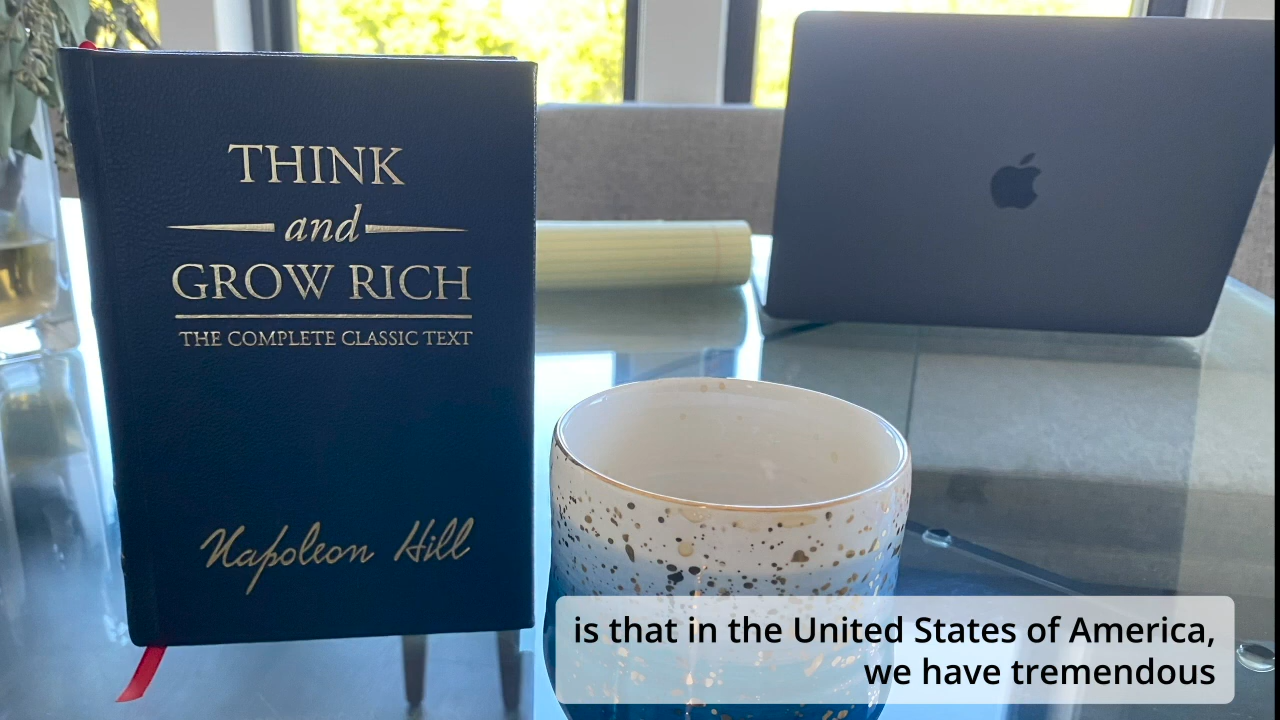 THINK
and
GROW RICH
THE COMPLETE CLASSIC TEXT
Napoleon Hill
is that in the United States of America,
we have tremendous